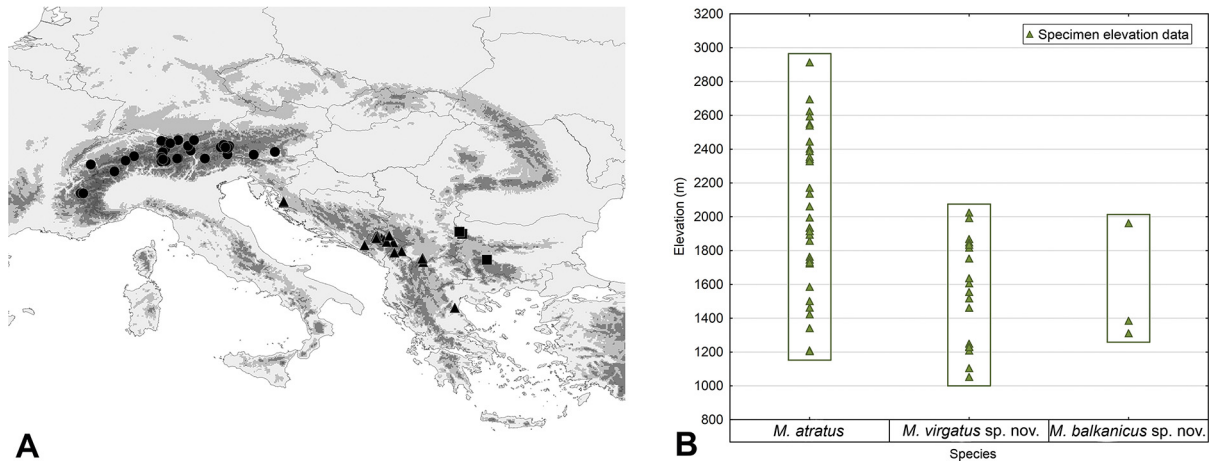 A
B
Elevation (m)
3200
3000
2800
2600
2400
2200
2000
1800
1600
1400
1200
1000
800
Specimen elevation data
M. atratus
M. virgatus sp. nov.
M. balkanicus sp. nov.
Species